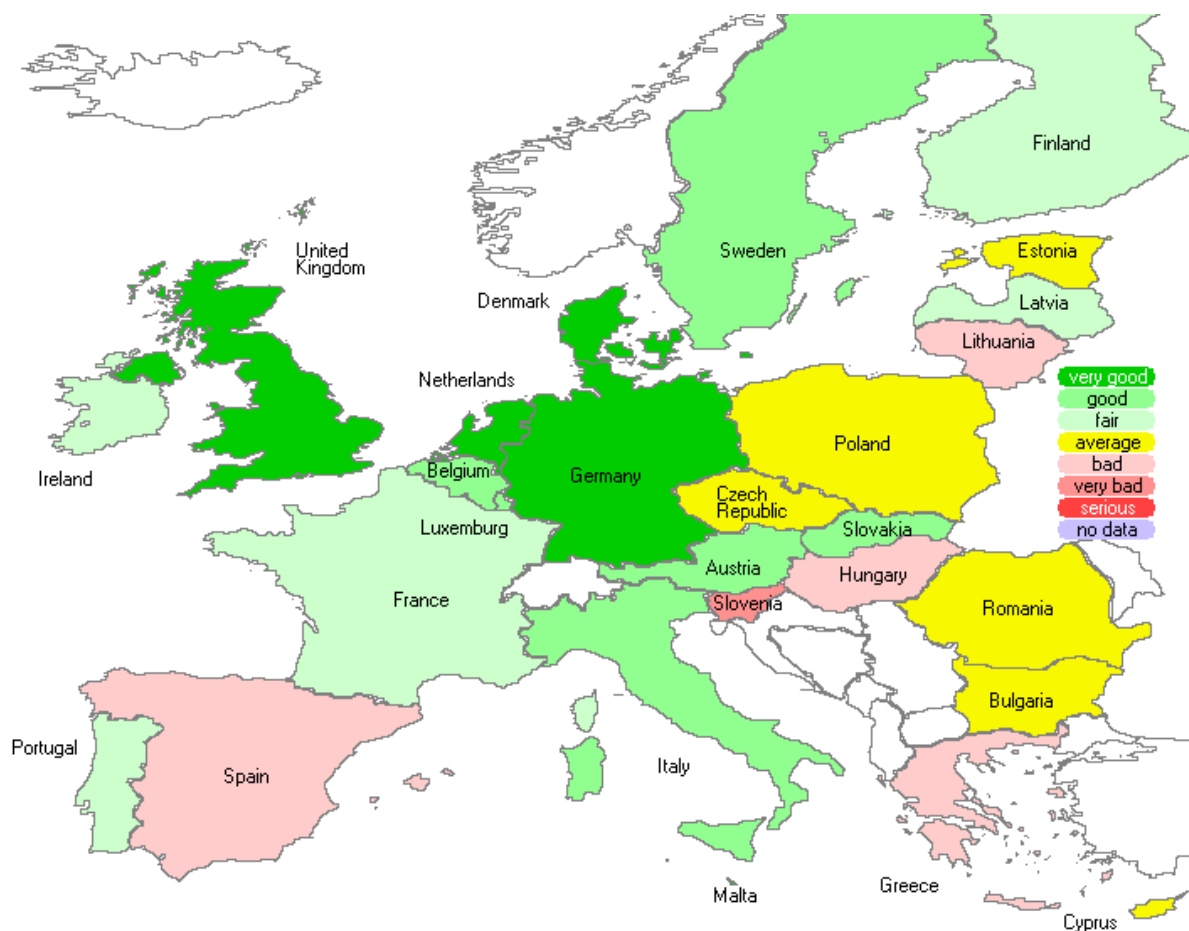 Finland
United
Kingdom
Sweden
Estonia
Denmark
Latvia
Lithuania
Netherlands
very good
good
fair
average
bad
very bad
serious
no data
Poland
Ireland
Belgium
Germany
Czech
Republic
Luxemburg
Slovakia
Austria
Hungary
France
Slovenia
Romania
Bulgaria
Portugal
Spain
Italy
Malta
Greece
Cyprus